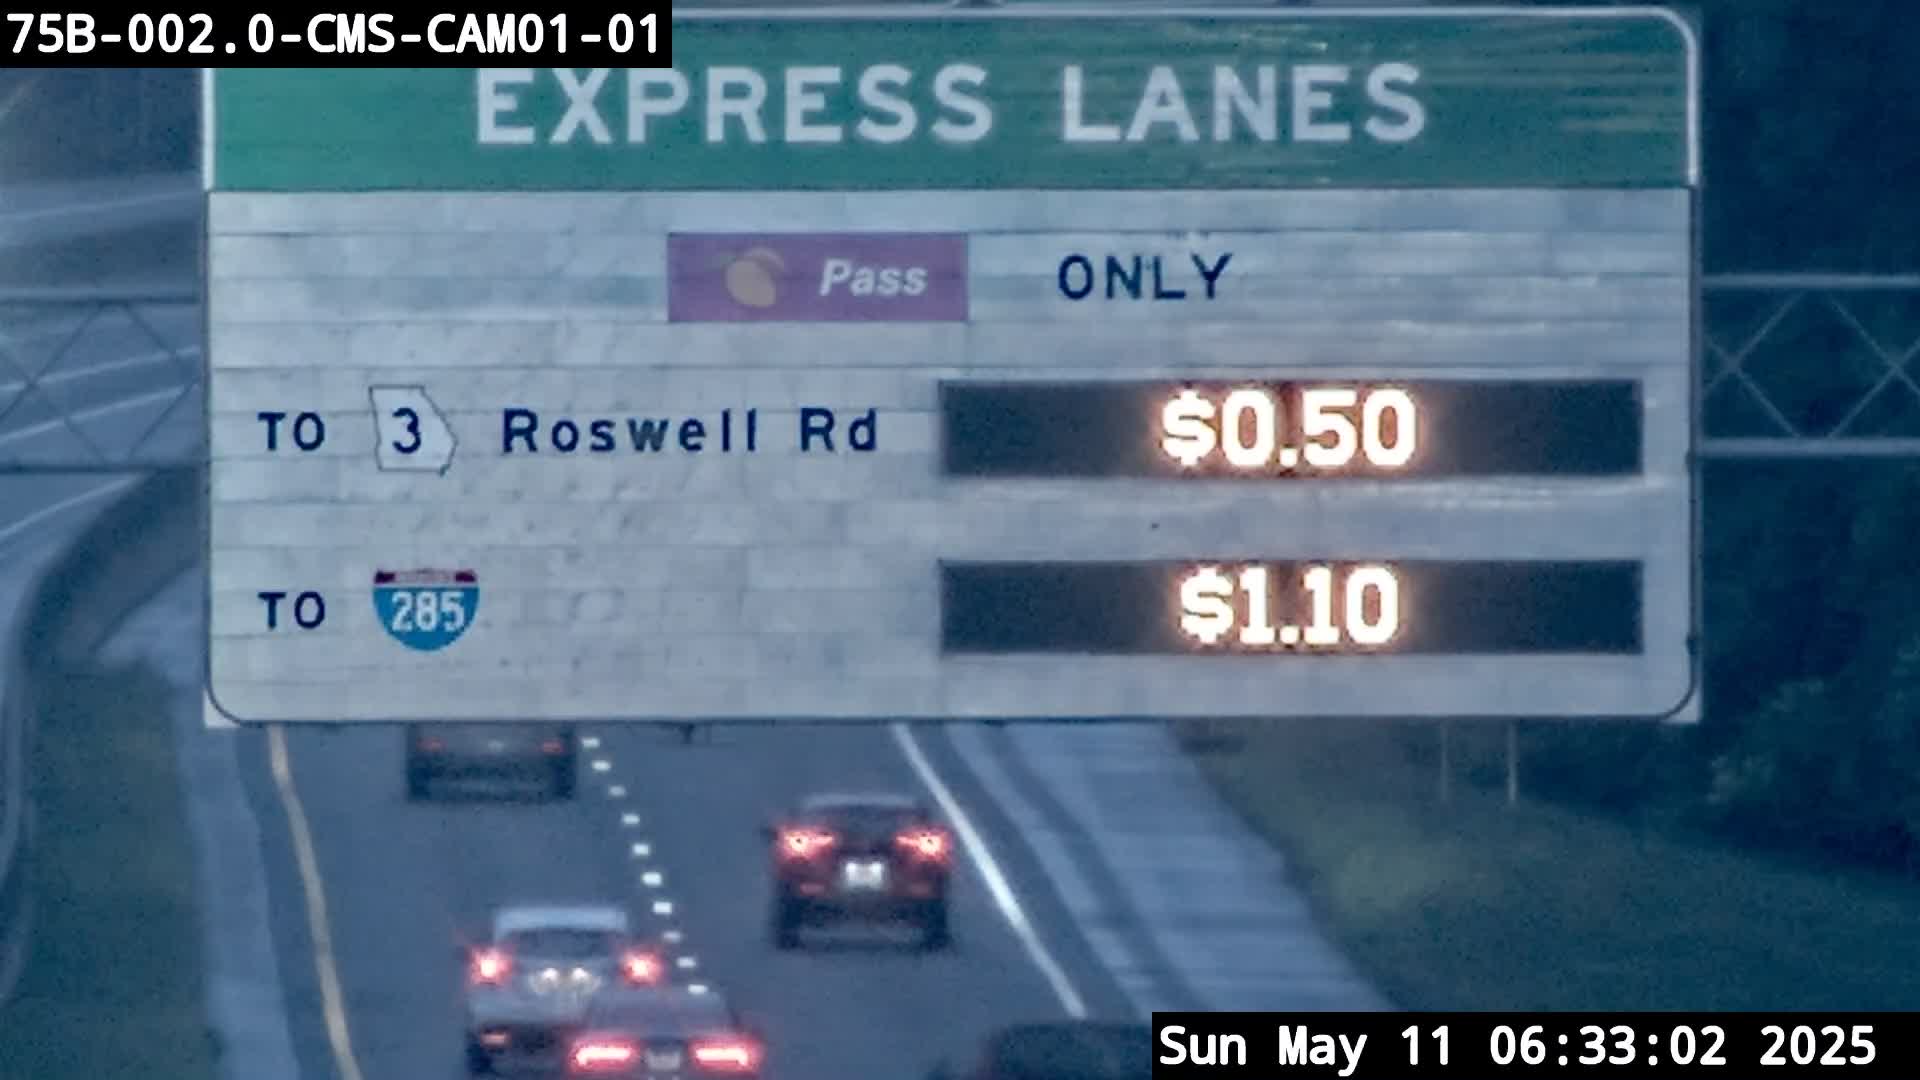 75B-002.0-CMS-CAM01-01
EXPRESS LANES
Pass ONLY
TO 3 Roswell Rd $0.50
TO 285 $1.10
Sun May 11 06:33:02 2025